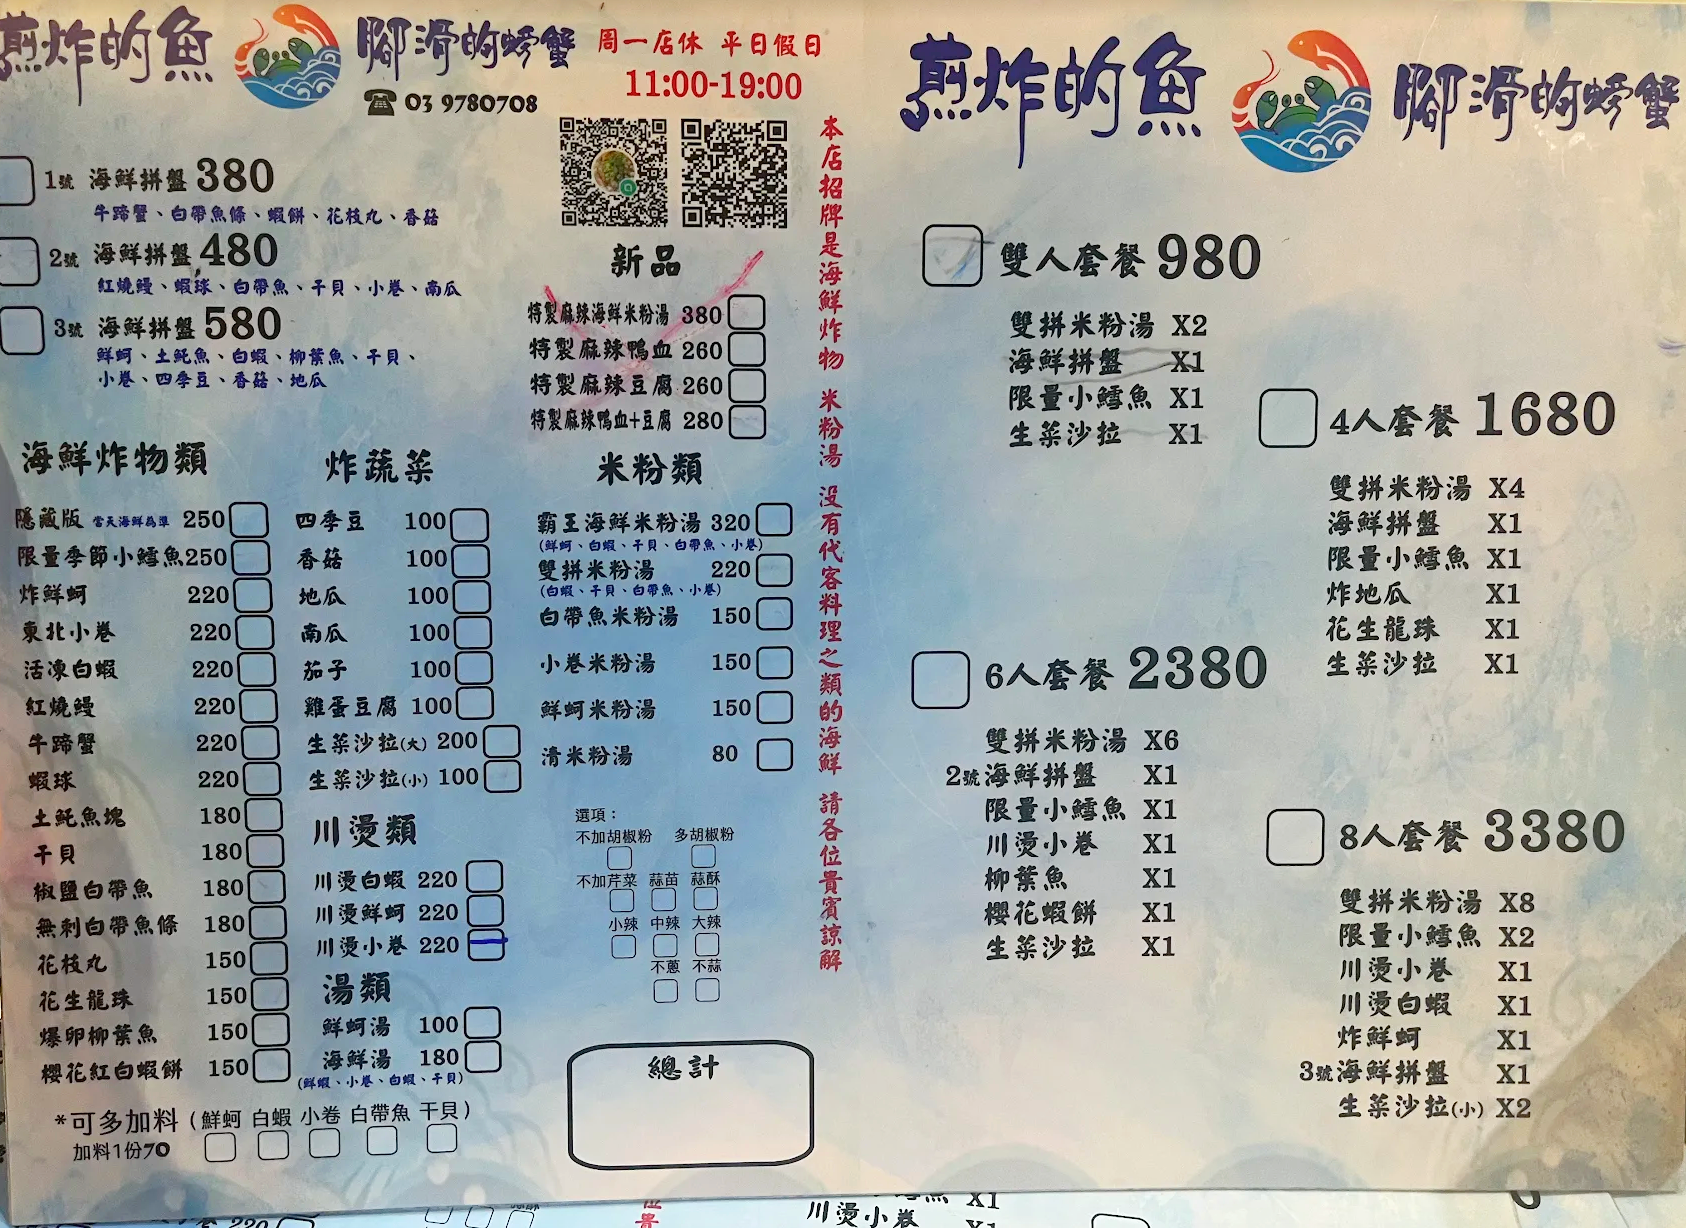 煎炸的魚 腳滑的螃蟹
☎03 9780708
周一店休 平日假日
11:00-19:00
1號 海鮮拼盤 380
牛蹄蟹、白帶魚條、蝦餅、花枝丸、香菇
2號 海鮮拼盤 480
紅燒鰻、蝦球、白帶魚、干貝、小卷、南瓜
3號 海鮮拼盤 580
鮮蚵、土魠魚、白蝦、柳葉魚、干貝、
小卷、四季豆、香菇、地瓜
新品
特製麻辣海鮮米粉湯 380
特製麻辣鴨血 260
特製麻辣豆腐 260
特製麻辣鴨血+豆腐 280
海鮮炸物類
隱藏版 當天海鮮為準 250
限量季節小鱈魚250
炸鮮蚵 220
東北小卷 220
活凍白蝦 220
紅燒鰻 220
牛蹄蟹 220
蝦球 220
土魠魚塊 180
干貝 180
椒鹽白帶魚 180
無刺白帶魚條 180
花枝丸 150
花生龍珠 150
爆卵柳葉魚 150
櫻花紅白蝦餅 150
炸蔬菜
四季豆 100
香菇 100
地瓜 100
南瓜 100
茄子 100
雞蛋豆腐 100
生菜沙拉(大) 200
生菜沙拉(小) 100
川燙類
川燙白蝦 220
川燙鮮蚵 220
川燙小卷 220
湯類
鮮蚵湯 100
海鮮湯 180
(鮮蝦、小卷、白蝦、干貝)
米粉類
霸王海鮮米粉湯 320
(鮮蚵、白蝦、干貝、白帶魚、小卷)
雙拼米粉湯 220
(白蝦、干貝、白帶魚、小卷)
白帶魚米粉湯 150
小卷米粉湯 150
鮮蚵米粉湯 150
清米粉湯 80
選項：
不加胡椒粉 多胡椒粉
不加芹菜 蒜苗 蒜酥
小辣 中辣 大辣
不蔥 不蒜
*可多加料 (鮮蚵 白蝦 小卷 白帶魚 干貝)
加料1份70
總計
本店招牌是海鮮炸物 米粉湯 沒有代客料理之類的海鮮 請各位貴賓諒解
煎炸的魚 腳滑的螃蟹
雙人套餐 980
雙拼米粉湯 X2
海鮮拼盤 X1
限量小鱈魚 X1
生菜沙拉 X1
4人套餐 1680
雙拼米粉湯 X4
海鮮拼盤 X1
限量小鱈魚 X1
炸地瓜 X1
花生龍珠 X1
生菜沙拉 X1
6人套餐 2380
雙拼米粉湯 X6
2號海鮮拼盤 X1
限量小鱈魚 X1
川燙小卷 X1
柳葉魚 X1
櫻花蝦餅 X1
生菜沙拉 X1
8人套餐 3380
雙拼米粉湯 X8
限量小鱈魚 X2
川燙小卷 X1
川燙白蝦 X1
炸鮮蚵 X1
3號海鮮拼盤 X1
生菜沙拉(小) X2
220
川燙小卷
X1